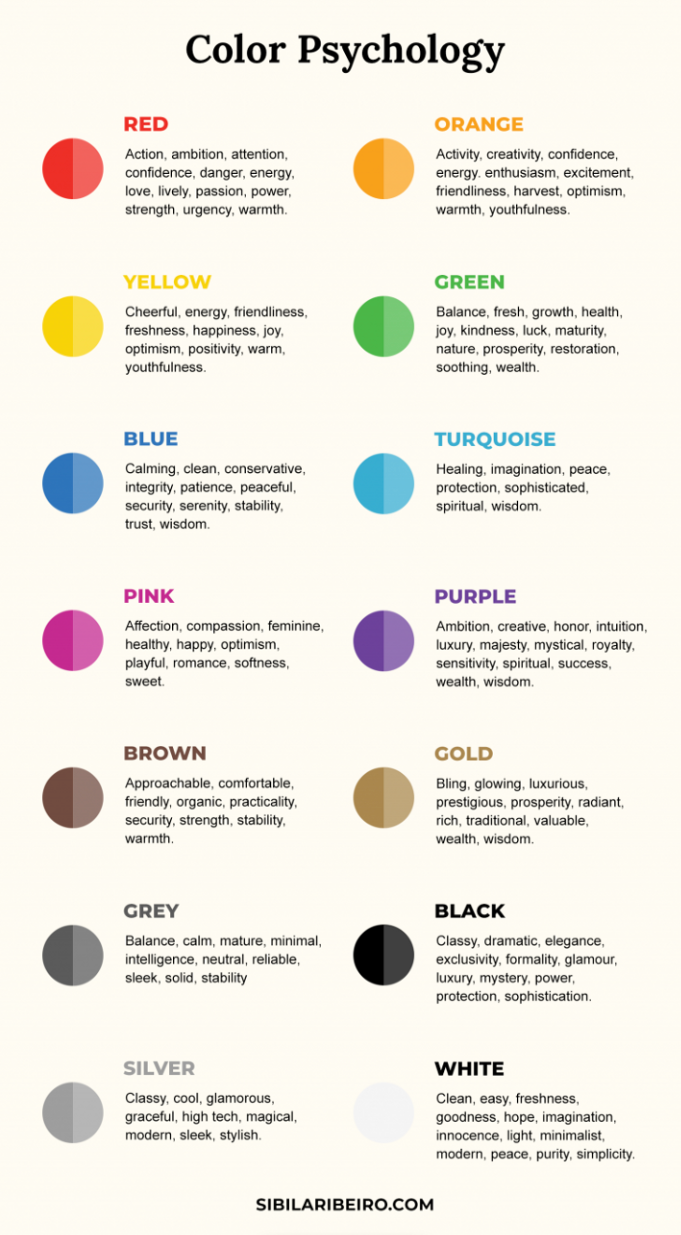 Color Psychology
RED
Action, ambition, attention,
confidence, danger, energy,
love, lively, passion, power,
strength, urgency, warmth.
ORANGE
Activity, creativity, confidence,
energy. enthusiasm, excitement,
friendliness, harvest, optimism,
warmth, youthfulness.
YELLOW
Cheerful, energy, friendliness,
freshness, happiness, joy,
optimism, positivity, warm,
youthfulness.
GREEN
Balance, fresh, growth, health,
joy, kindness, luck, maturity,
nature, prosperity, restoration,
soothing, wealth.
BLUE
Calming, clean, conservative,
integrity, patience, peaceful,
security, serenity, stability,
trust, wisdom.
TURQUOISE
Healing, imagination, peace,
protection, sophisticated,
spiritual, wisdom.
PINK
Affection, compassion, feminine,
healthy, happy, optimism,
playful, romance, softness,
sweet.
PURPLE
Ambition, creative, honor, intuition,
luxury, majesty, mystical, royalty,
sensitivity, spiritual, success,
wealth, wisdom.
BROWN
Approachable, comfortable,
friendly, organic, practicality,
security, strength, stability,
warmth.
GOLD
Bling, glowing, luxurious,
prestigious, prosperity, radiant,
rich, traditional, valuable,
wealth, wisdom.
GREY
Balance, calm, mature, minimal,
intelligence, neutral, reliable,
sleek, solid, stability
BLACK
Classy, dramatic, elegance,
exclusivity, formality, glamour,
luxury, mystery, power,
protection, sophistication.
SILVER
Classy, cool, glamorous,
graceful, high tech, magical,
modern, sleek, stylish.
WHITE
Clean, easy, freshness,
goodness, hope, imagination,
innocence, light, minimalist,
modern, peace, purity, simplicity.
SIBILARIBEIRO.COM